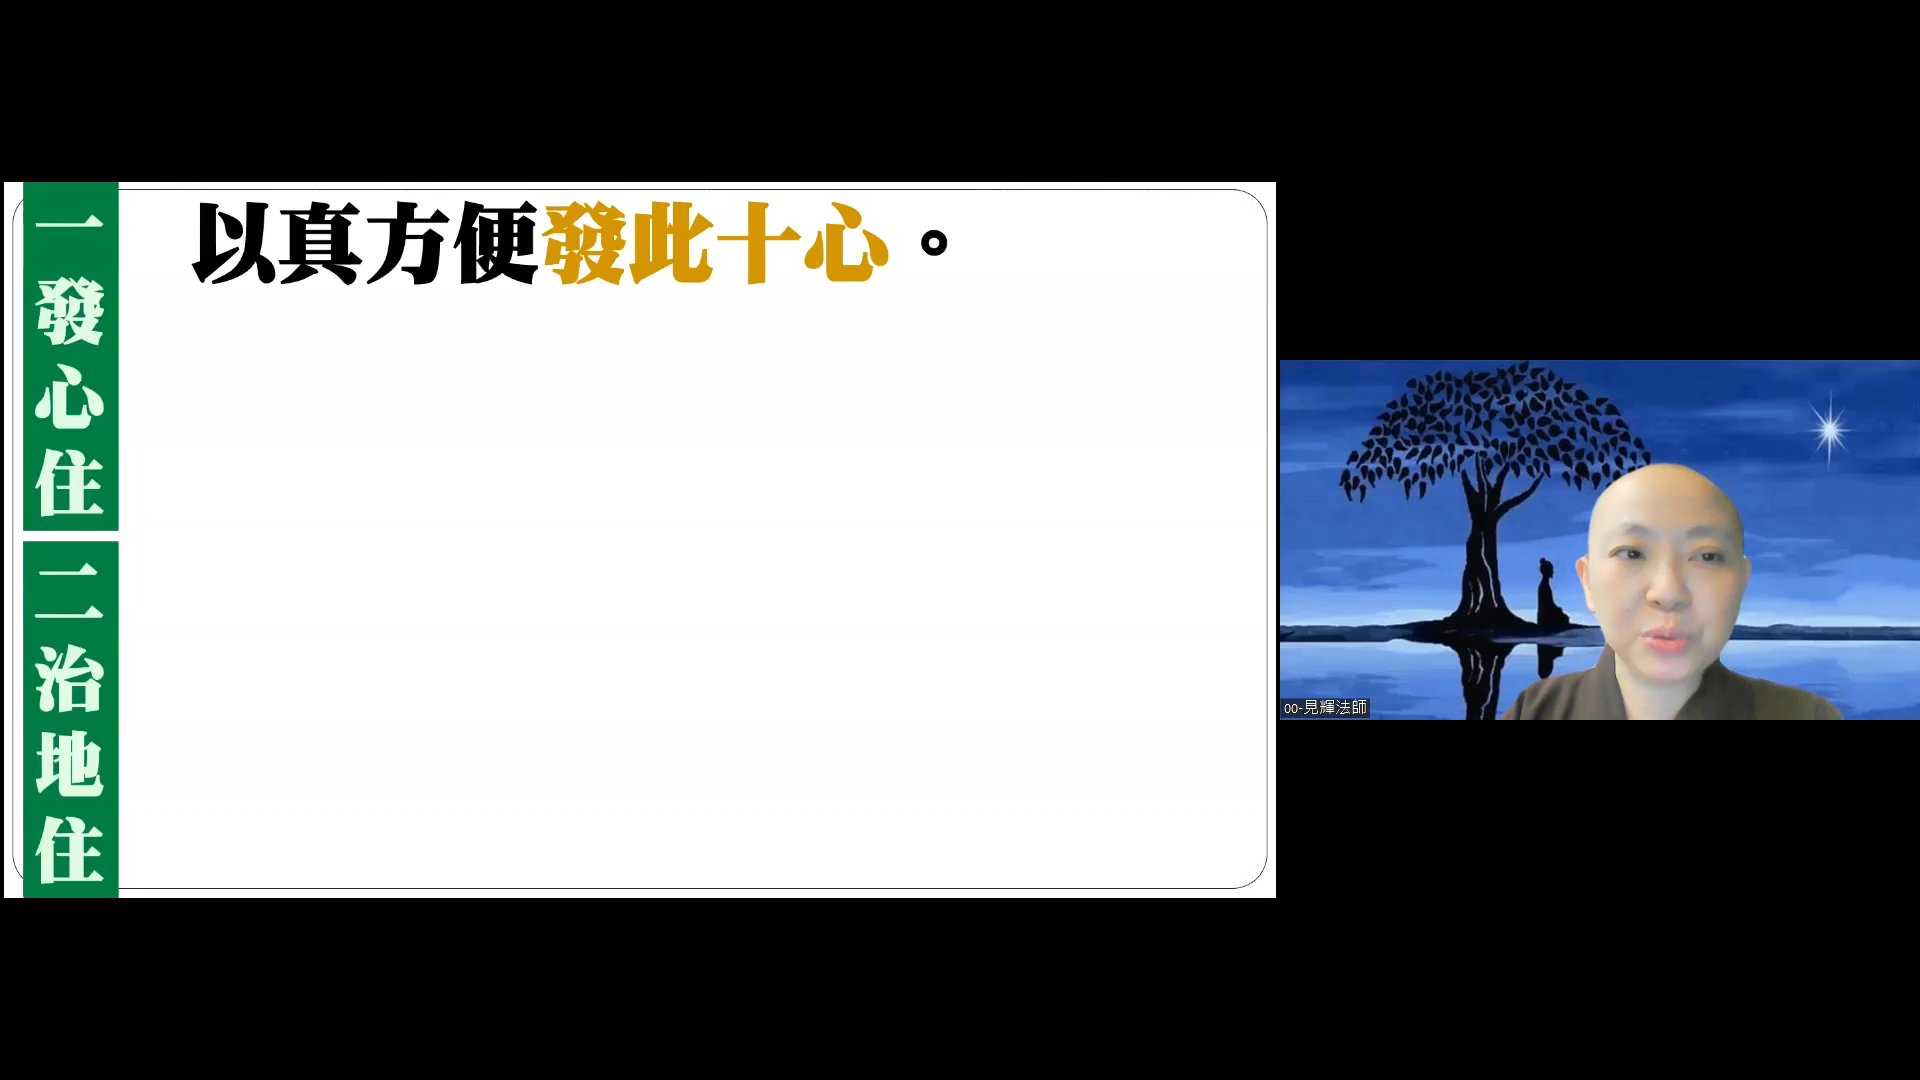 以真方便發此十心。
一發心住
二治地住
00-見輝法師